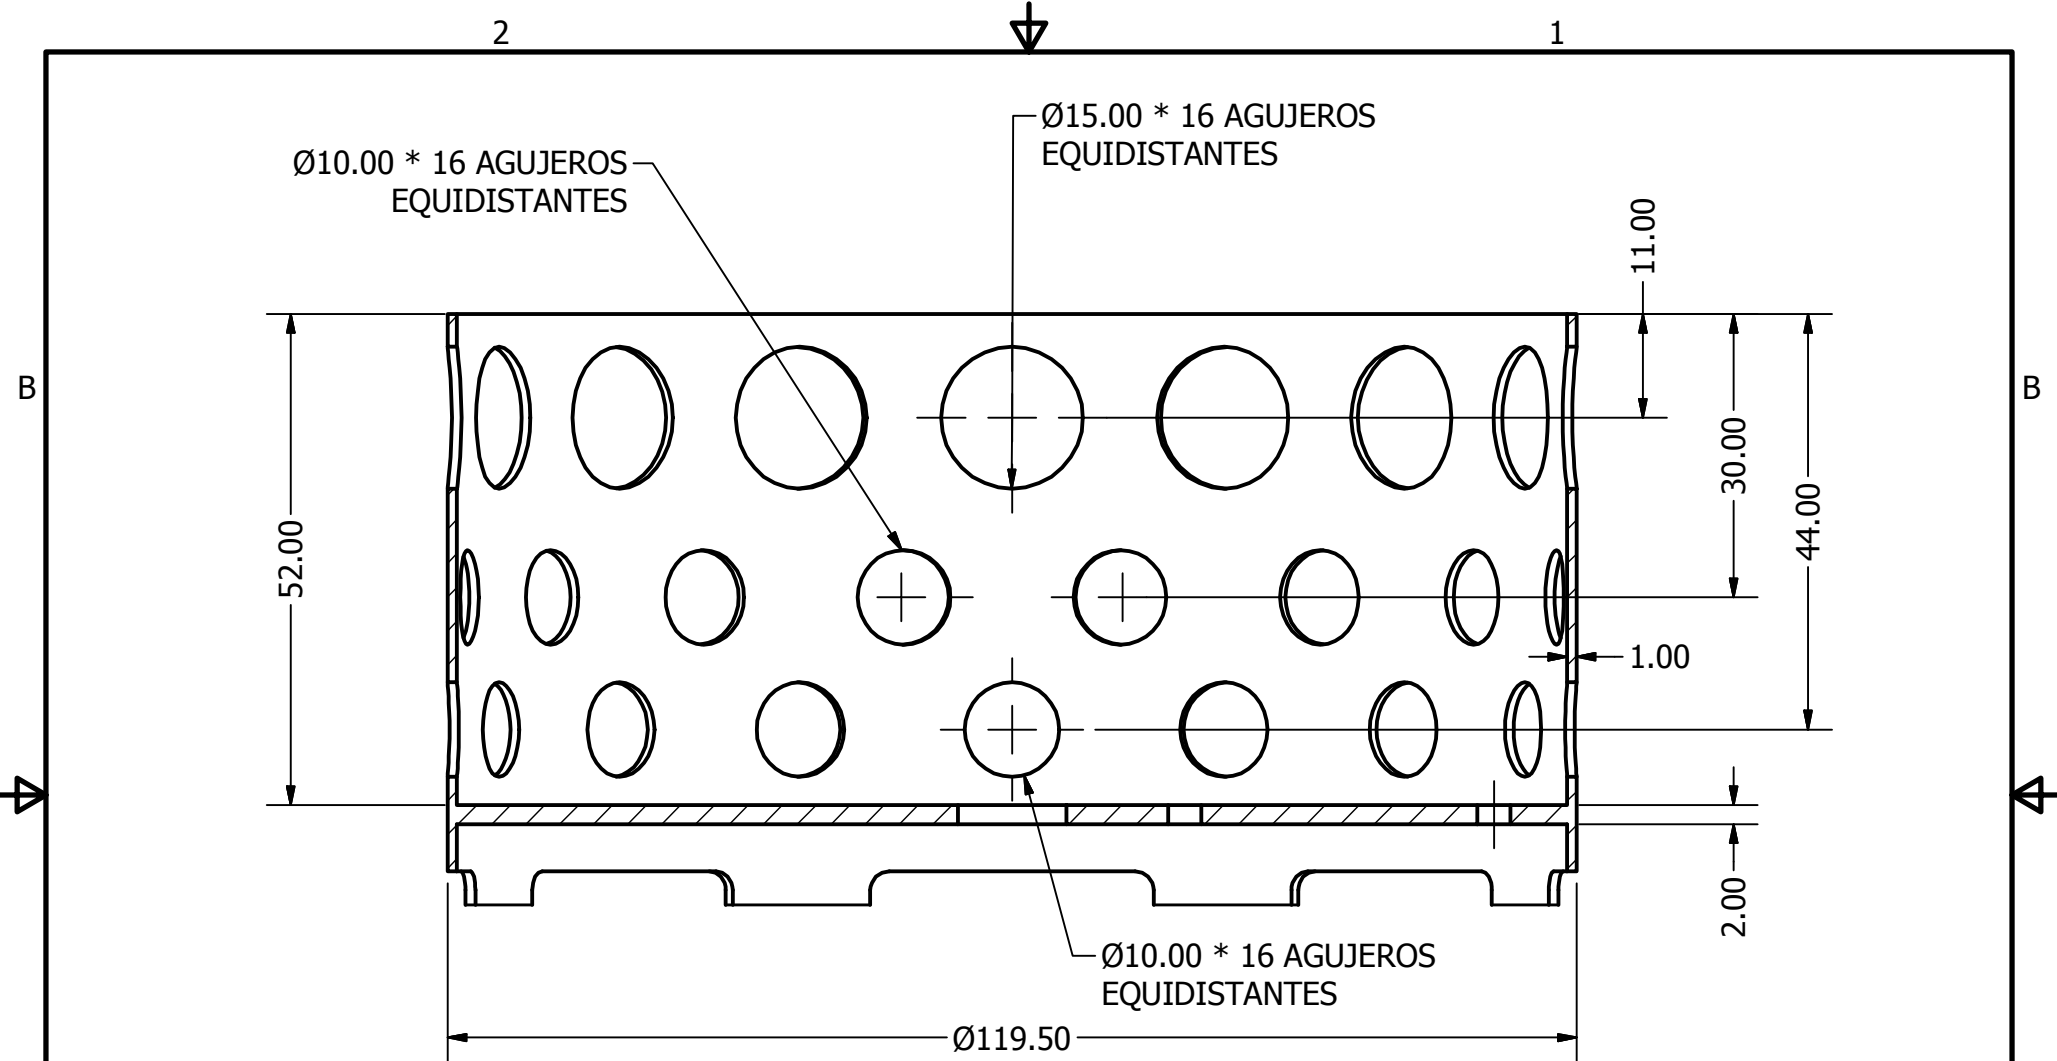 2
1
Ø15.00 * 16 AGUJEROS
EQUIDISTANTES
Ø10.00 * 16 AGUJEROS
EQUIDISTANTES
11.00
B
B
30.00
44.00
52.00
1.00
2.00
Ø10.00 * 16 AGUJEROS
EQUIDISTANTES
Ø119.50